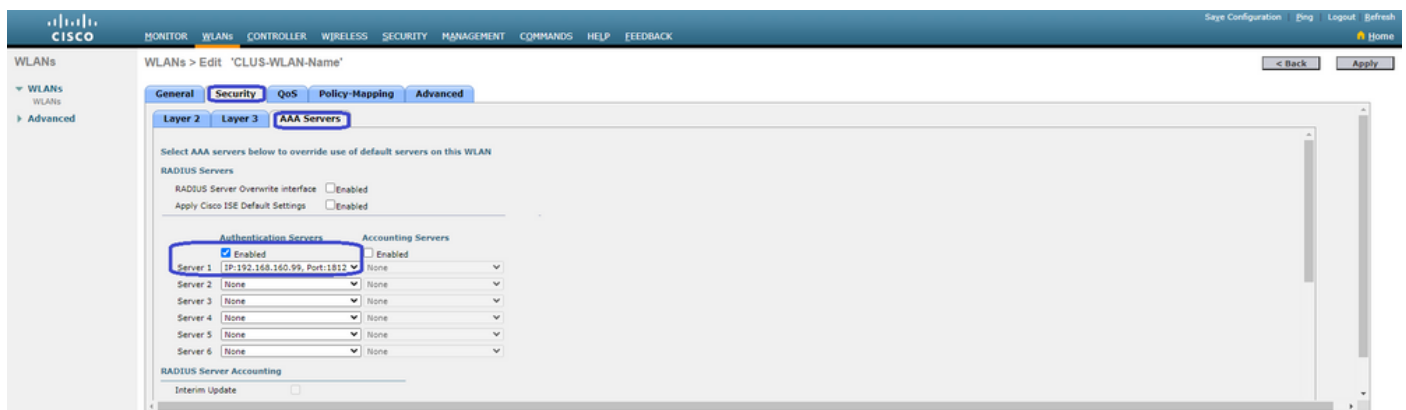 Save Configuration Ping Logout Refresh
CISCO MONITOR WLANs CONTROLLER WIRELESS SECURITY MANAGEMENT COMMANDS HELP FEEDBACK Home
WLANs WLANs > Edit 'CLUS-WLAN-Name' < Back Apply
WLANs
WLANs
Advanced
General Security QoS Policy-Mapping Advanced
Layer 2 Layer 3 AAA Servers
Select AAA servers below to override use of default servers on this WLAN
RADIUS Servers
RADIUS Server Overwrite interface Enabled
Apply Cisco ISE Default Settings Enabled
Authentication Servers Accounting Servers
Enabled Enabled
Server 1 IP:192.168.160.99, Port:1812 None
Server 2 None None
Server 3 None None
Server 4 None None
Server 5 None None
Server 6 None None
RADIUS Server Accounting
Interim Update